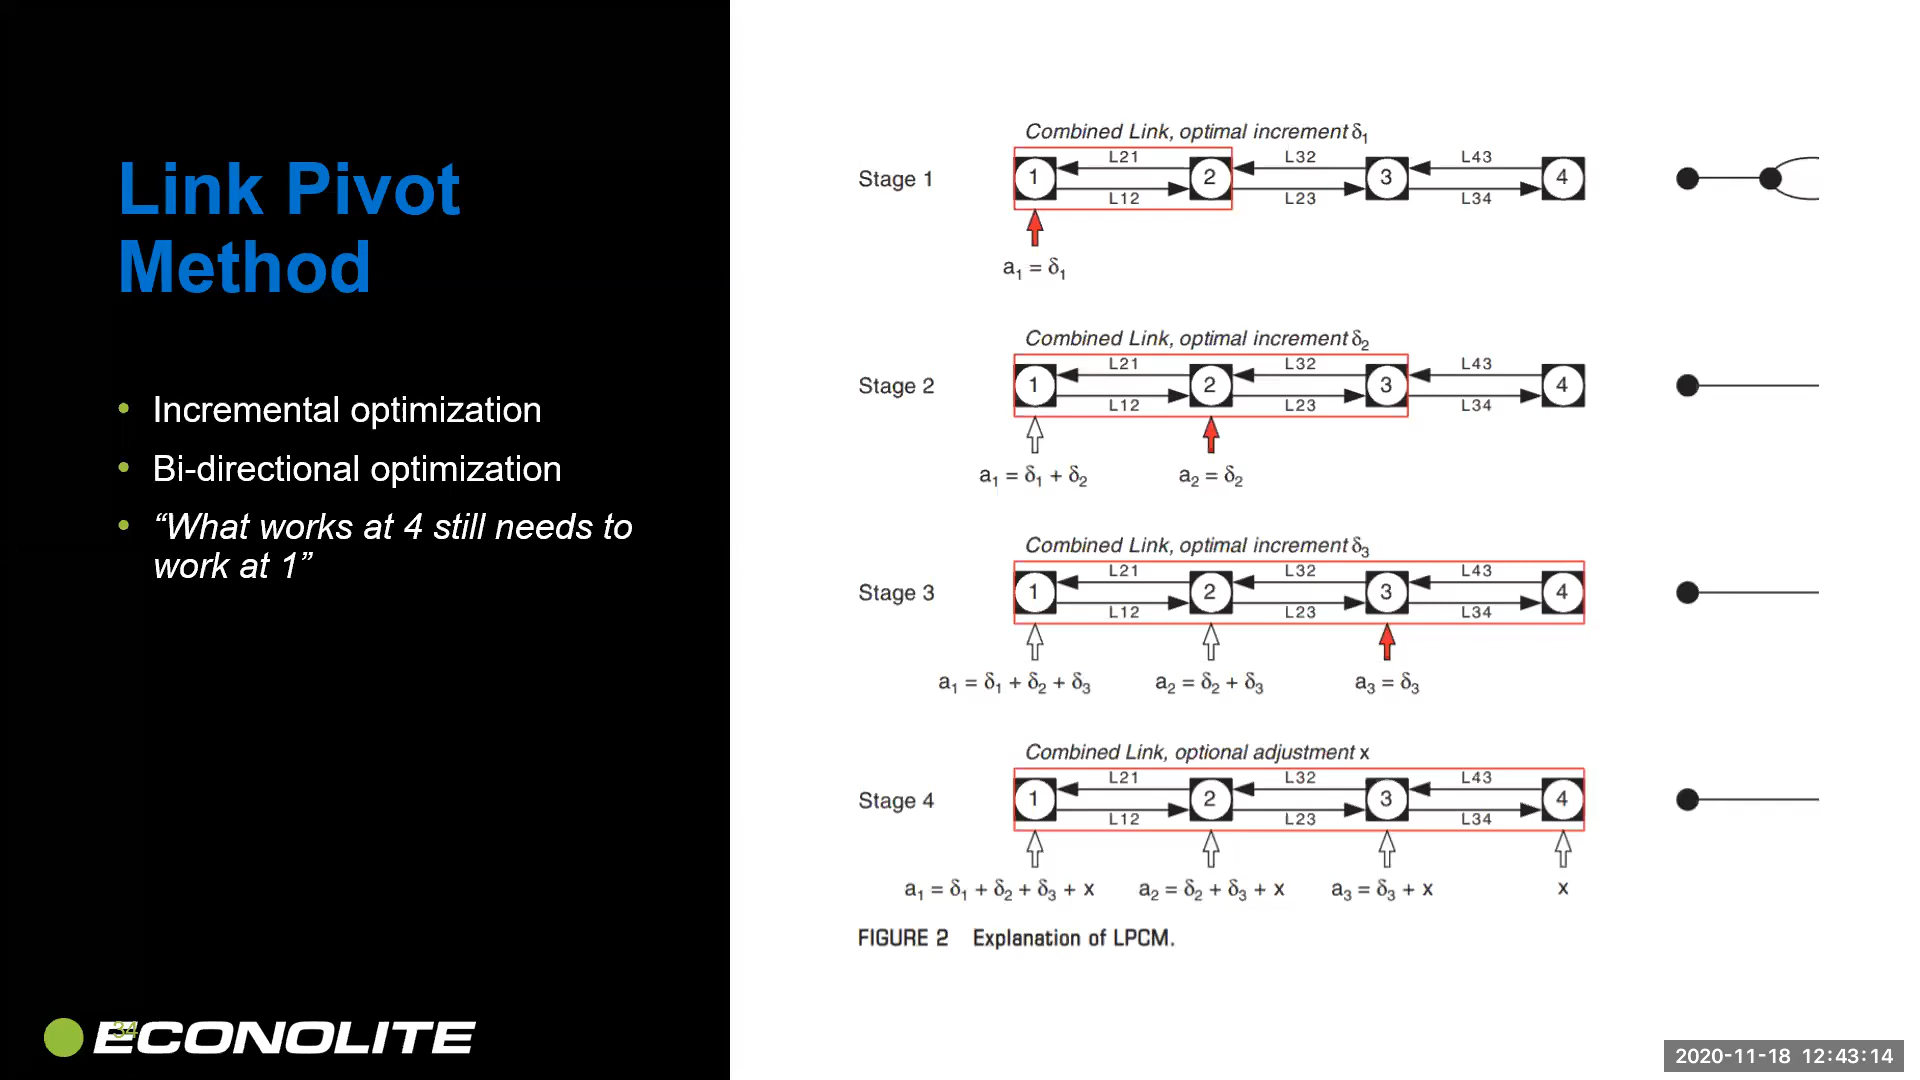 Link Pivot
Method
• Incremental optimization
• Bi-directional optimization
• “What works at 4 still needs to
work at 1”
34
ECONOLITE
Combined Link, optimal increment δ1
Stage 1
1 L21 2 L32 3 L43 4
L12 L23 L34
a1 = δ1
Combined Link, optimal increment δ2
Stage 2
1 L21 2 L32 3 L43 4
L12 L23 L34
a1 = δ1 + δ2 a2 = δ2
Combined Link, optimal increment δ3
Stage 3
1 L21 2 L32 3 L43 4
L12 L23 L34
a1 = δ1 + δ2 + δ3 a2 = δ2 + δ3 a3 = δ3
Combined Link, optional adjustment x
Stage 4
1 L21 2 L32 3 L43 4
L12 L23 L34
a1 = δ1 + δ2 + δ3 + x a2 = δ2 + δ3 + x a3 = δ3 + x x
FIGURE 2 Explanation of LPCM.
2020-11-18 12:43:14